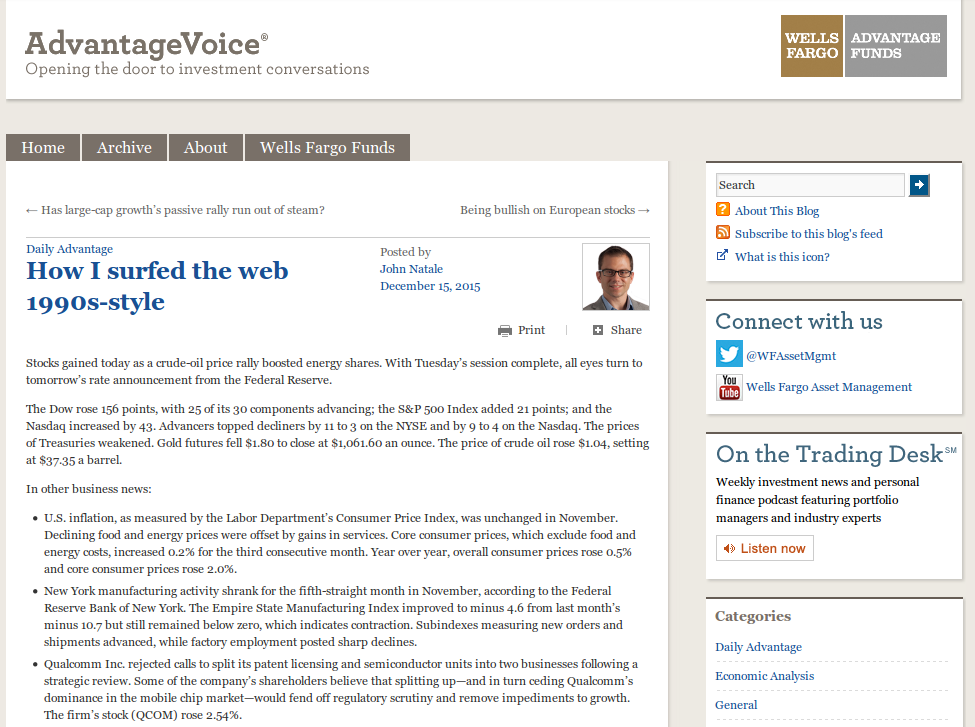 AdvantageVoice®
Opening the door to investment conversations
WELLS
FARGO
ADVANTAGE
FUNDS
Home
Archive
About
Wells Fargo Funds
← Has large-cap growth's passive rally run out of steam?
Being bullish on European stocks →
Daily Advantage
How I surfed the web
1990s-style
Posted by
John Natale
December 15, 2015
Print
|
Share
Stocks gained today as a crude-oil price rally boosted energy shares. With Tuesday's session complete, all eyes turn to
tomorrow's rate announcement from the Federal Reserve.
The Dow rose 156 points, with 25 of its 30 components advancing; the S&P 500 Index added 21 points; and the
Nasdaq increased by 43. Advancers topped decliners by 11 to 3 on the NYSE and by 9 to 4 on the Nasdaq. The prices
of Treasuries weakened. Gold futures fell $1.80 to close at $1,061.60 an ounce. The price of crude oil rose $1.04, setting
at $37.35 a barrel.
In other business news:
• U.S. inflation, as measured by the Labor Department's Consumer Price Index, was unchanged in November.
Declining food and energy prices were offset by gains in services. Core consumer prices, which exclude food and
energy costs, increased 0.2% for the third consecutive month. Year over year, overall consumer prices rose 0.5%
and core consumer prices rose 2.0%.
• New York manufacturing activity shrank for the fifth-straight month in November, according to the Federal
Reserve Bank of New York. The Empire State Manufacturing Index improved to minus 4.6 from last month's
minus 10.7 but still remained below zero, which indicates contraction. Subindexes measuring new orders and
shipments advanced, while factory employment posted sharp declines.
• Qualcomm Inc. rejected calls to split its patent licensing and semiconductor units into two businesses following a
strategic review. Some of the company's shareholders believe that splitting up—and in turn ceding Qualcomm's
dominance in the mobile chip market—would fend off regulatory scrutiny and remove impediments to growth.
The firm's stock (QCOM) rose 2.54%.
Search
About This Blog
Subscribe to this blog's feed
What is this icon?
Connect with us
@WFAssetMgmt
You
Tube
Wells Fargo Asset Management
On the Trading Desk℠
Weekly investment news and personal
finance podcast featuring portfolio
managers and industry experts
Listen now
Categories
Daily Advantage
Economic Analysis
General